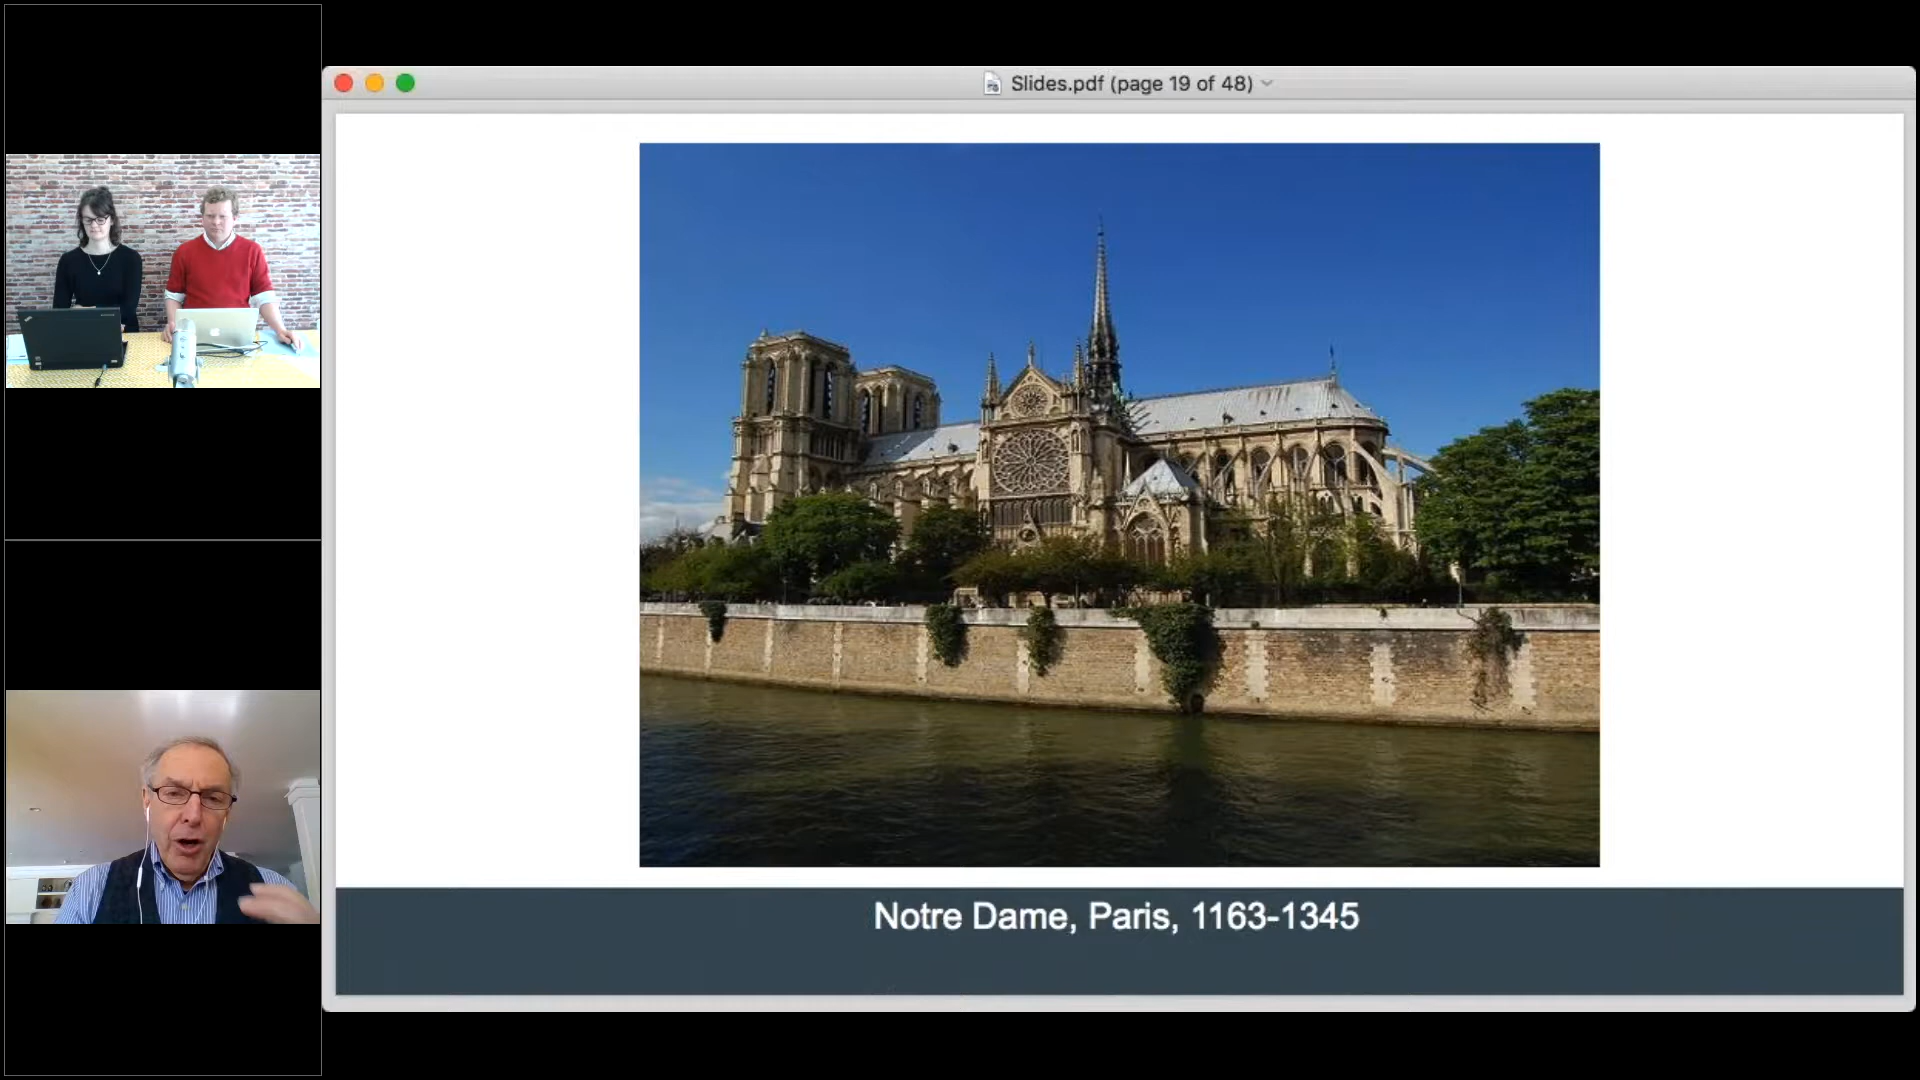 Slides.pdf (page 19 of 48)
Notre Dame, Paris, 1163-1345